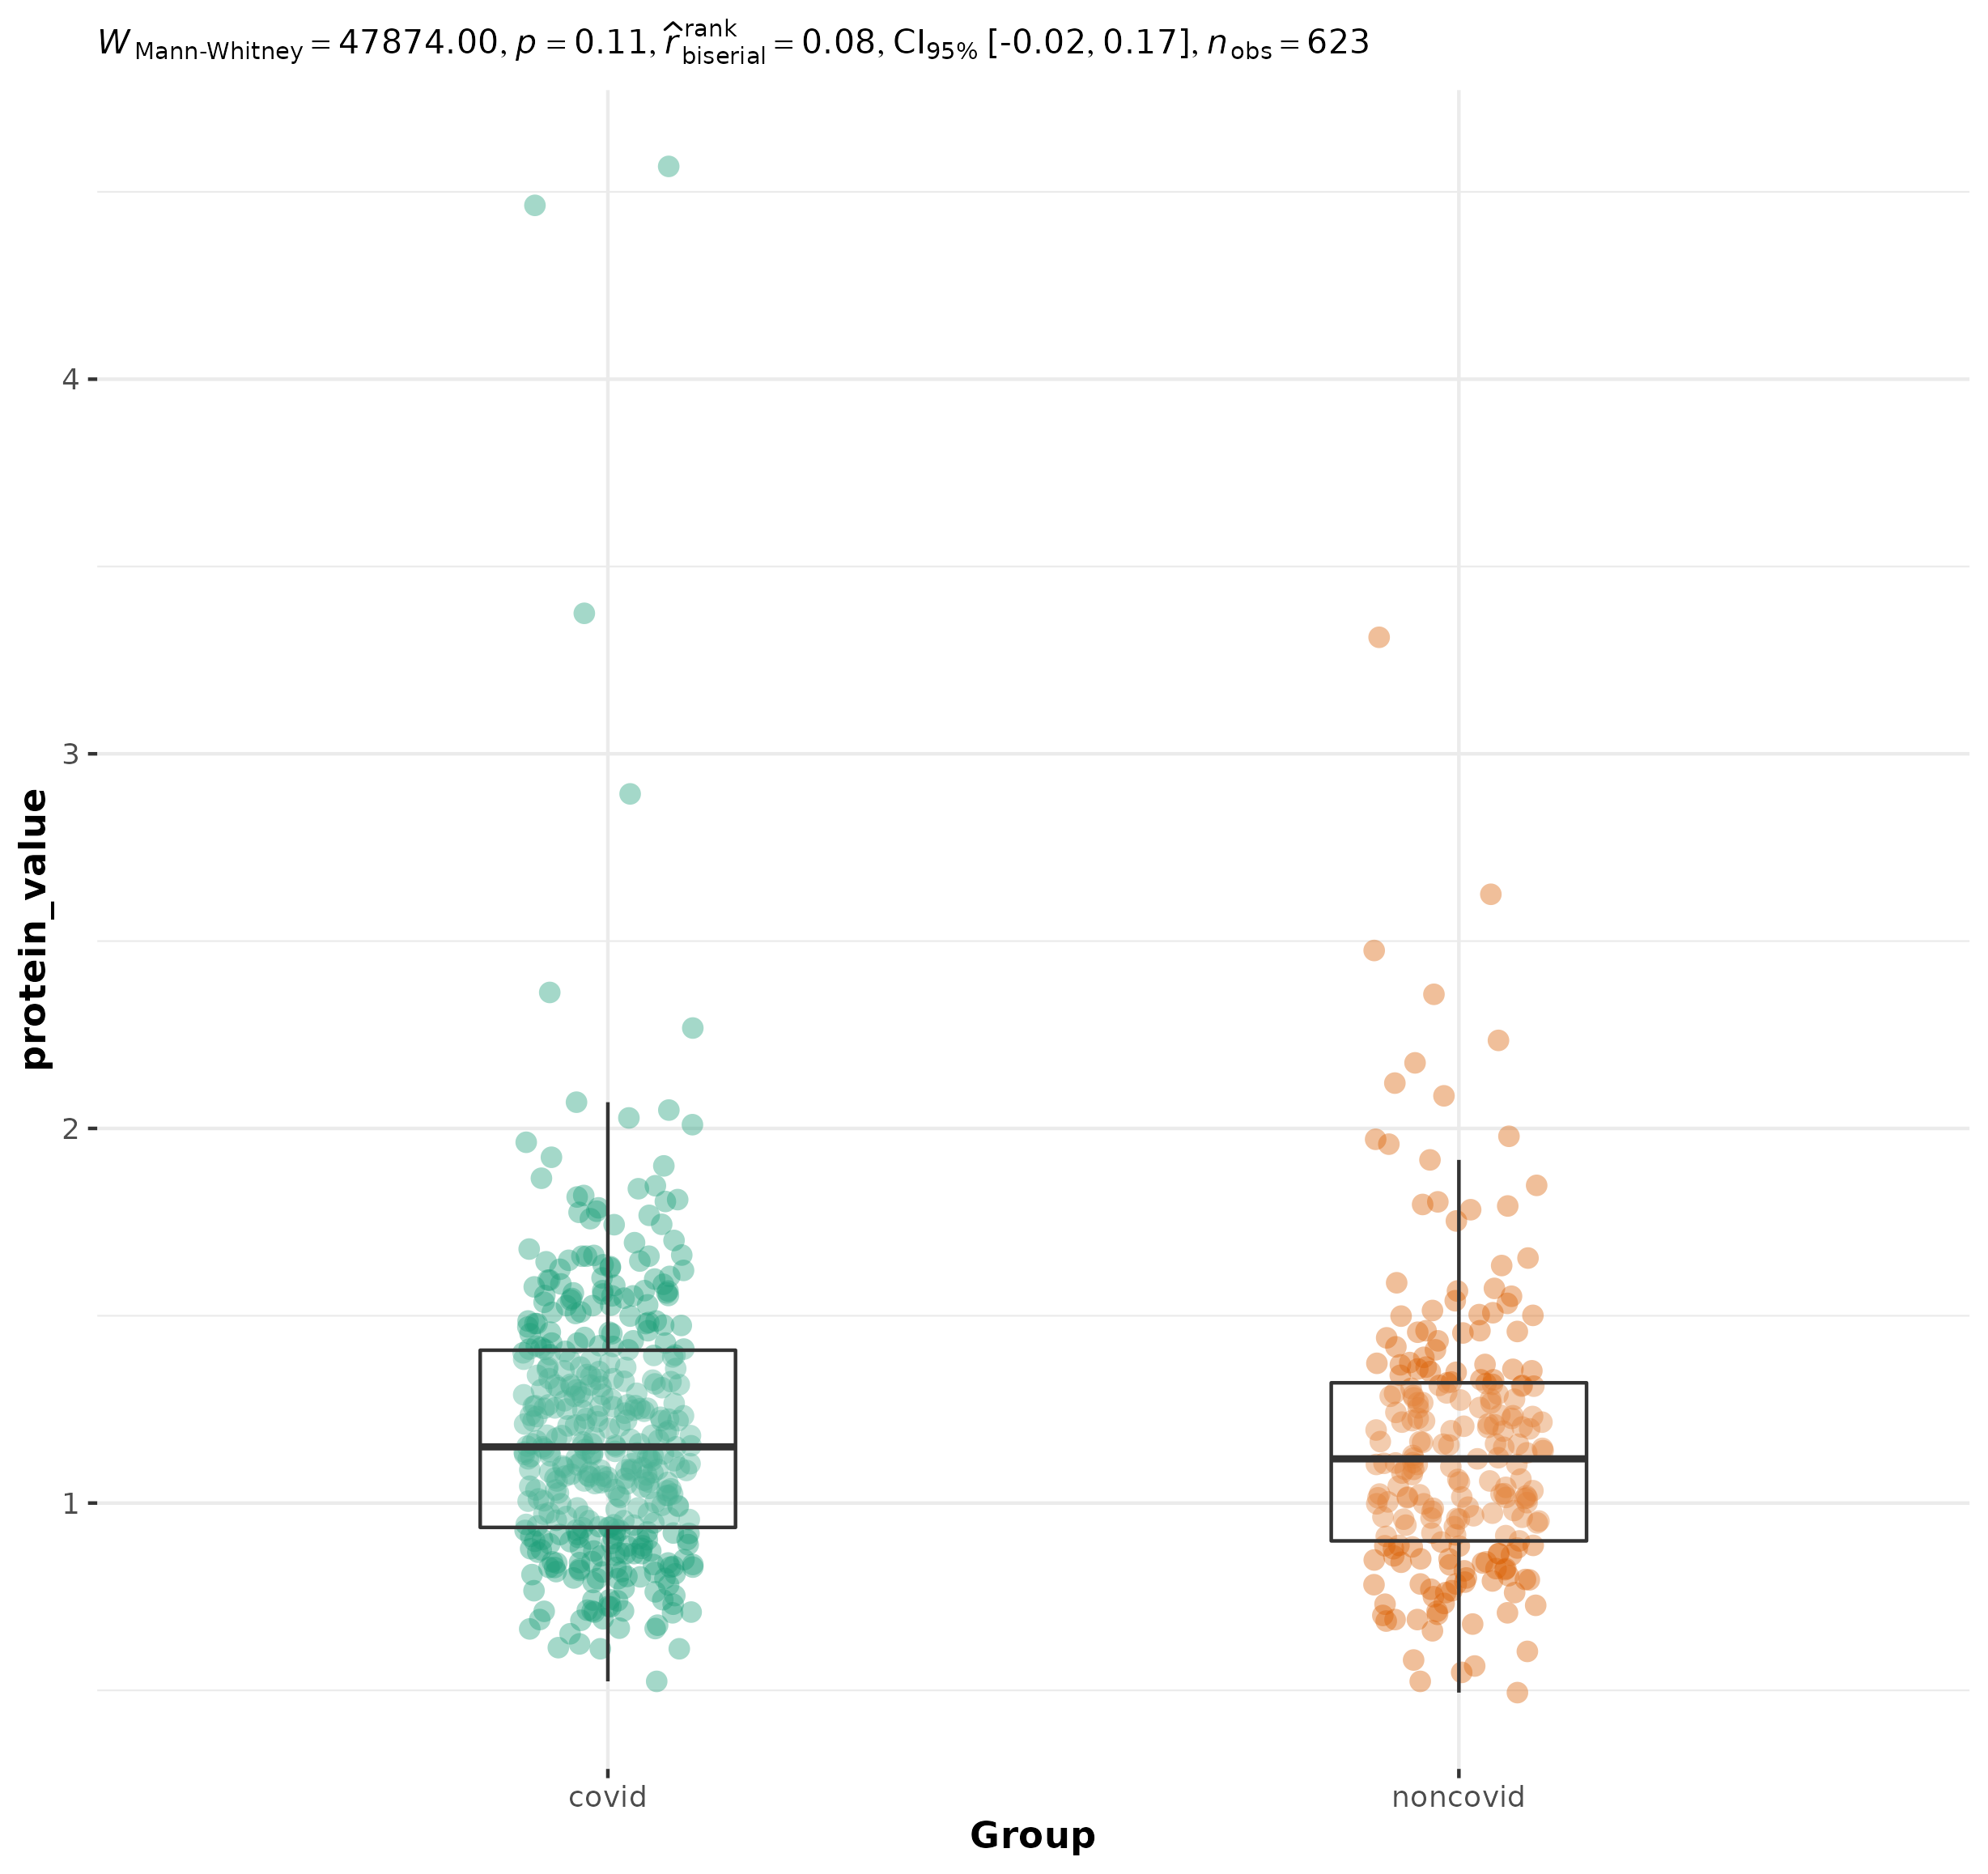 W Mann-Whitney = 47874.00, p = 0.11, r̂ rank biserial = 0.08, CI95% [-0.02, 0.17], nobs = 623
4
3
2
1
protein_value
covid noncovid
Group